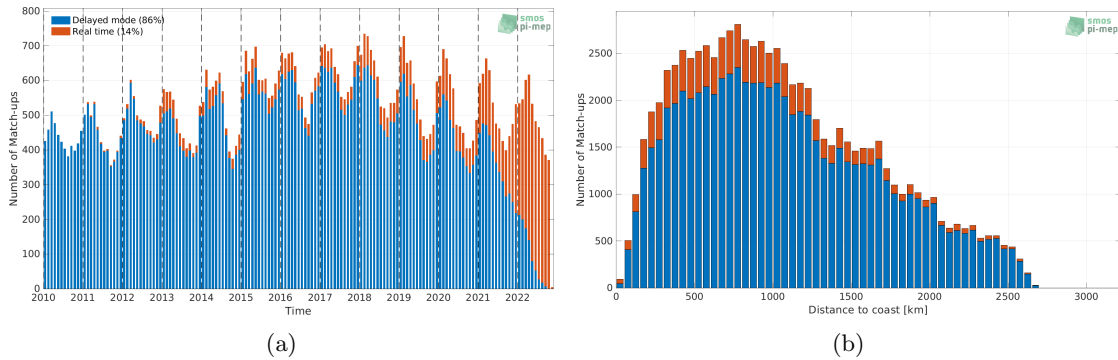 800
700
600
500
400
300
200
100
0
Number of Match-ups
Delayed mode (86%)
Real time (14%)
smos
pi-mep
2010 2011 2012 2013 2014 2015 2016 2017 2018 2019 2020 2021 2022
Time
(a)
2500
2000
1500
1000
500
0
Number of Match-ups
smos
pi-mep
0 500 1000 1500 2000 2500 3000
Distance to coast [km]
(b)